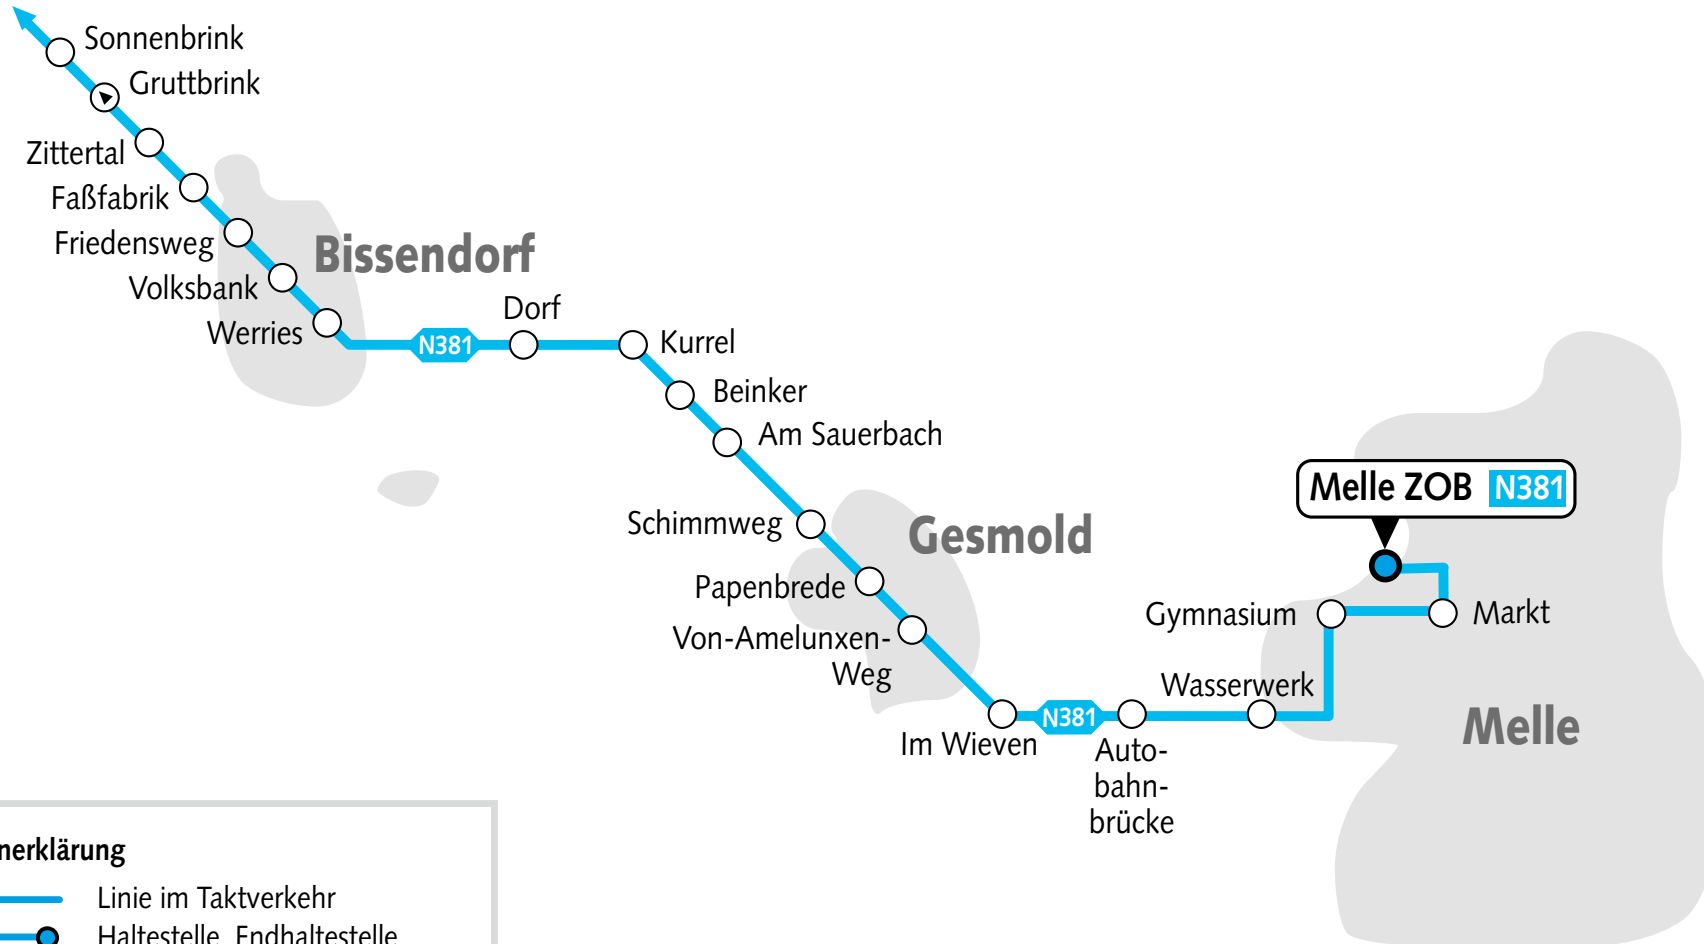 Sonnenbrink
Gruttbrink
Zittertal
Faßfabrik
Friedensweg
Bissendorf
Volksbank
Werries
N381
Dorf
Kurrel
Beinker
Am Sauerbach
Schimmweg
Gesmold
Papenbrede
Von-Amelunxen-
Weg
Im Wieven
N381
Auto-
bahn-
brücke
Wasserwerk
Gymnasium
Markt
Melle ZOB N381
Melle
nerklärung
Linie im Taktverkehr
Haltestelle, Endhaltestelle